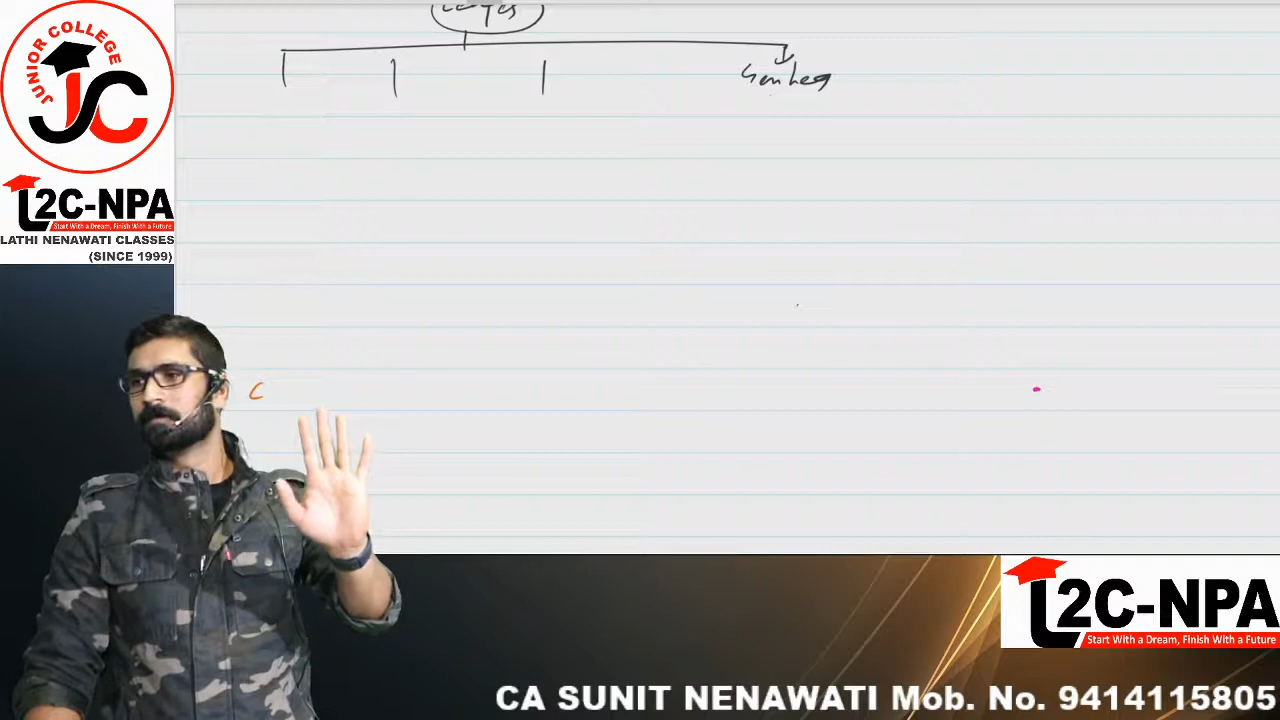 JUNIOR COLLEGE
JC
L2C-NPA
Start With a Dream, Finish With a Future
LATHI NENAWATI CLASSES
(SINCE 1999)
C
L2C-NPA
Start With a Dream, Finish With a Future
CA SUNIT NENAWATI Mob. No. 9414115805